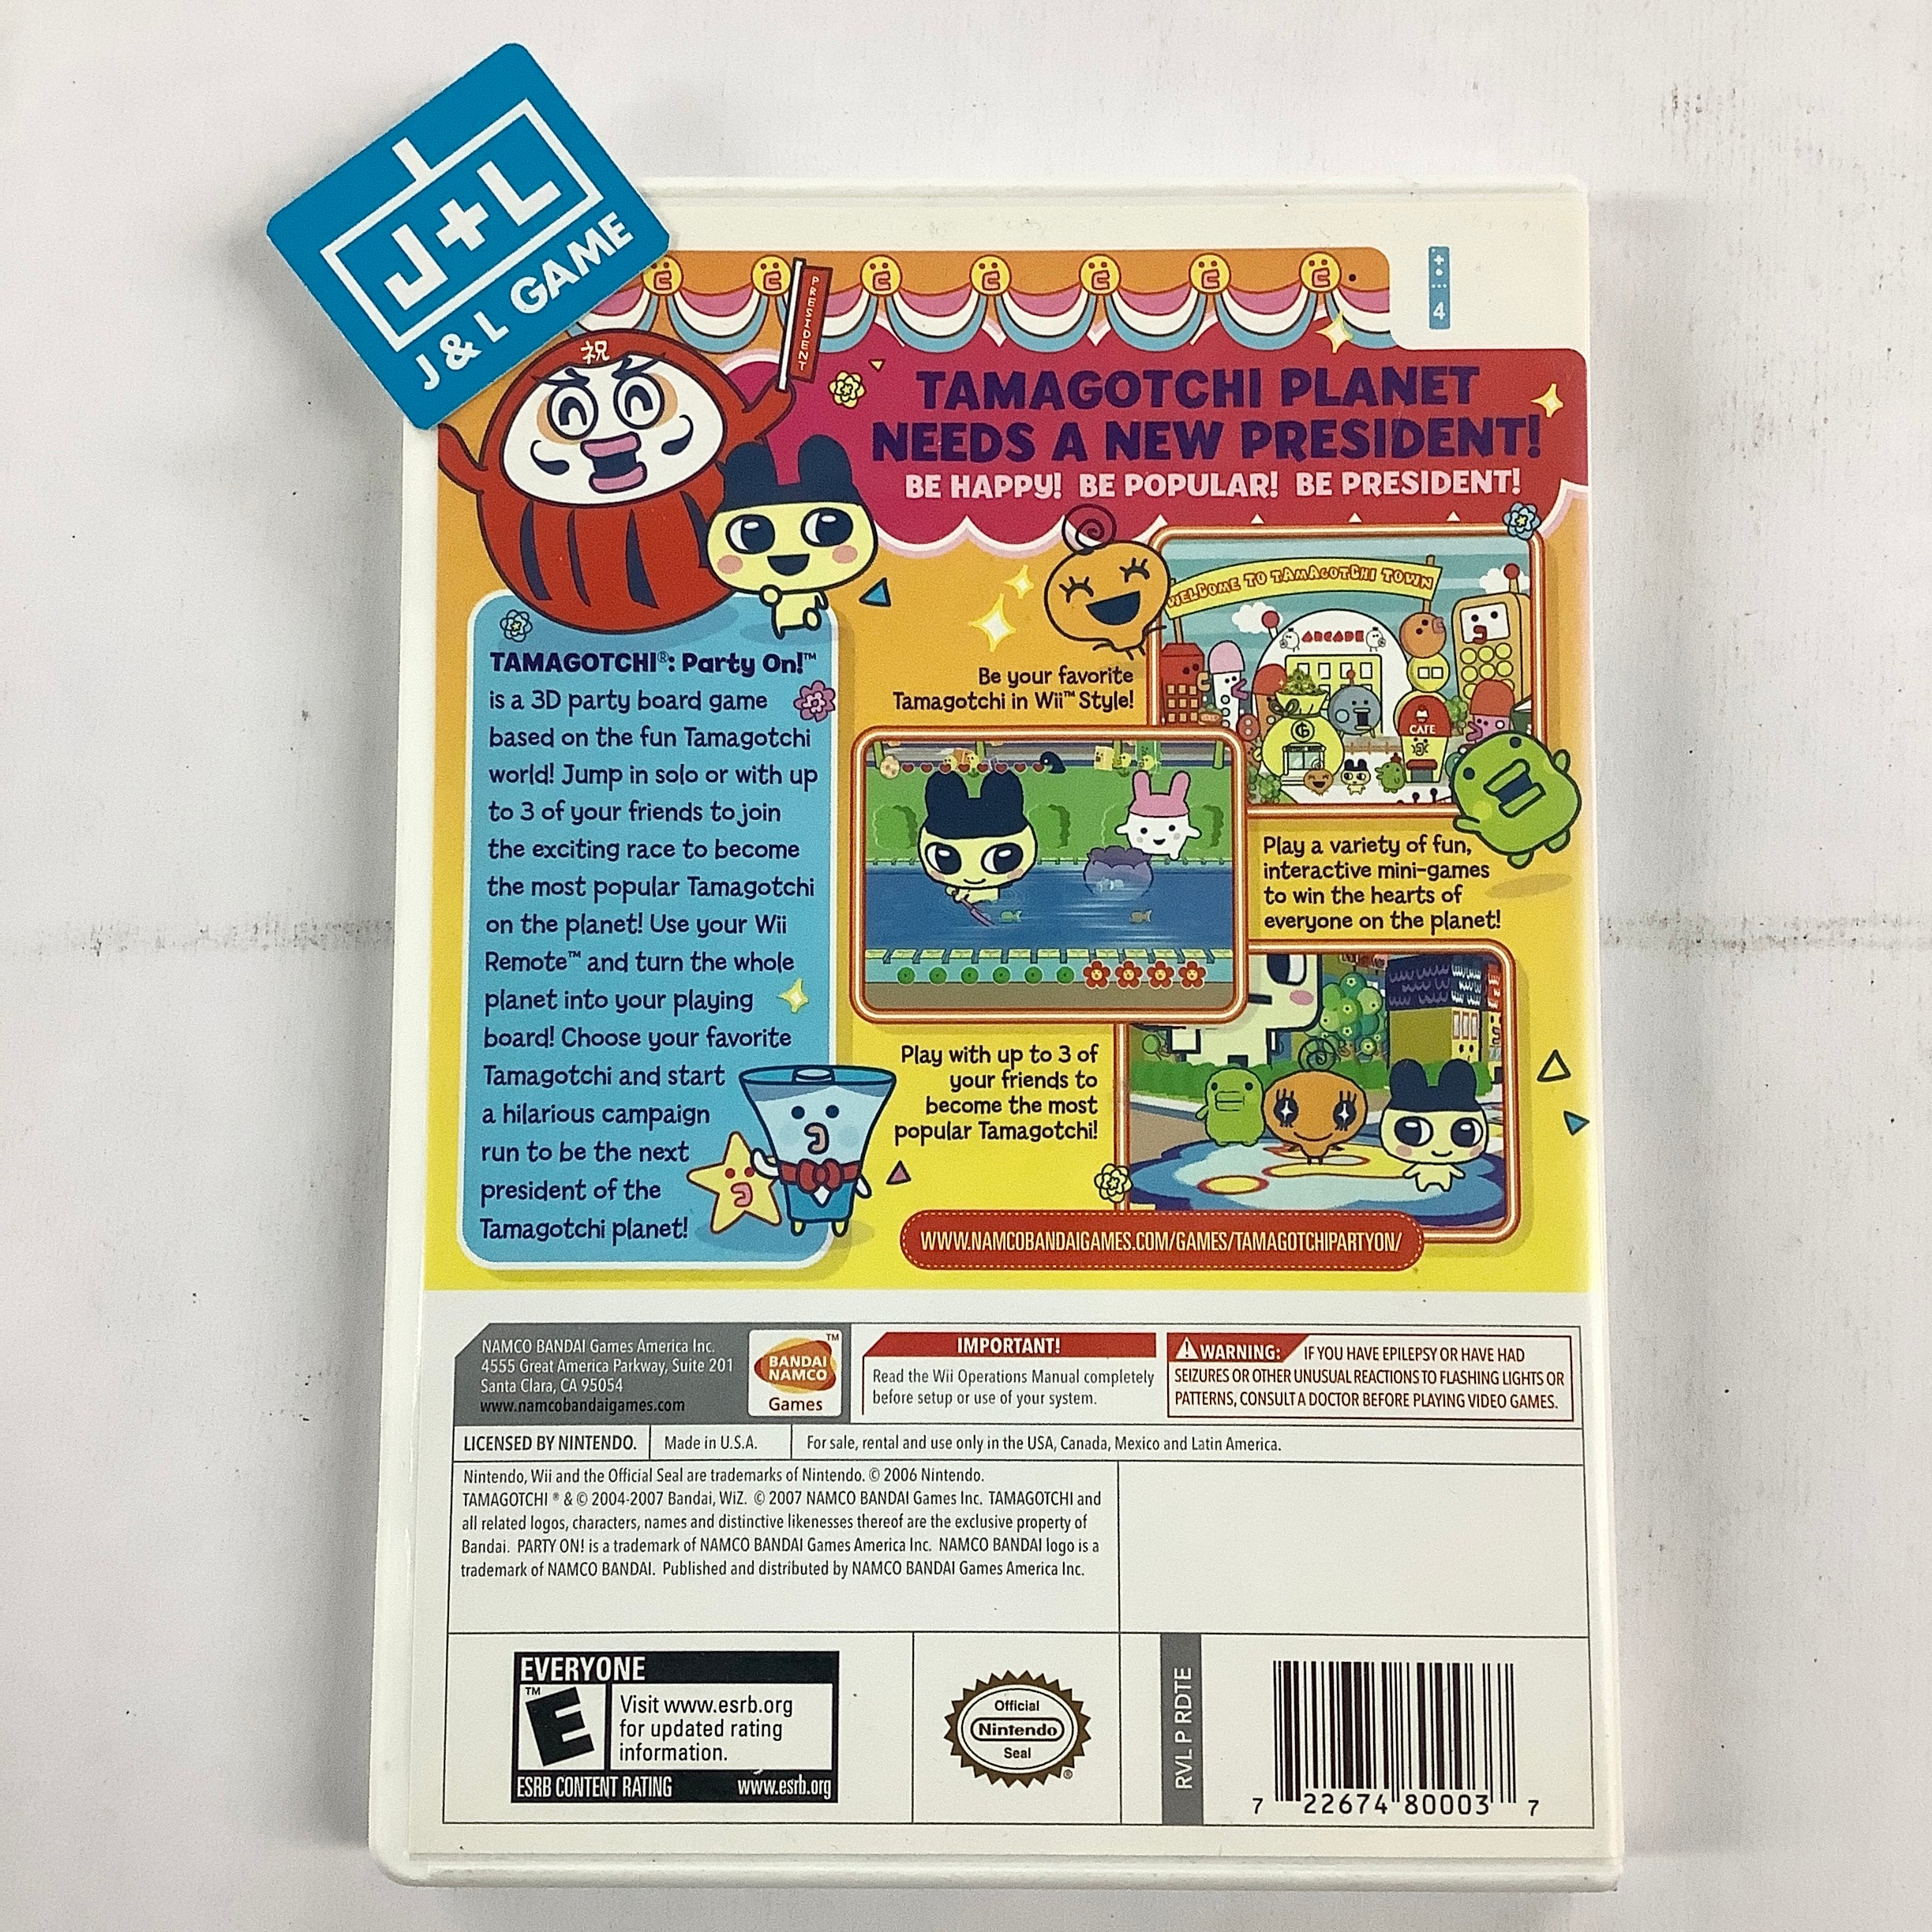 J+L
J & L GAME
PRESIDENT
祝
4
TAMAGOTCHI PLANET
NEEDS A NEW PRESIDENT!
BE HAPPY! BE POPULAR! BE PRESIDENT!
TAMAGOTCHI®: Party On!™
is a 3D party board game
based on the fun Tamagotchi
world! Jump in solo or with up
to 3 of your friends to join
the exciting race to become
the most popular Tamagotchi
on the planet! Use your Wii
Remote™ and turn the whole
planet into your playing
board! Choose your favorite
Tamagotchi and start
a hilarious campaign
run to be the next
president of the
Tamagotchi planet!
Be your favorite
Tamagotchi in Wii™ Style!
WELCOME TO TAMAGOTCHI TOWN
ARCADE
G
CAFE
Play a variety of fun,
interactive mini-games
to win the hearts of
everyone on the planet!
Play with up to 3 of
your friends to
become the most
popular Tamagotchi!
WWW.NAMCOBANDAIGAMES.COM/GAMES/TAMAGOTCHIPARTYON/
NAMCO BANDAI Games America Inc.
4555 Great America Parkway, Suite 201
Santa Clara, CA 95054
www.namcobandaigames.com
BANDAI
NAMCO
Games
TM
IMPORTANT!
Read the Wii Operations Manual completely
before setup or use of your system.
WARNING: IF YOU HAVE EPILEPSY OR HAVE HAD
SEIZURES OR OTHER UNUSUAL REACTIONS TO FLASHING LIGHTS OR
PATTERNS, CONSULT A DOCTOR BEFORE PLAYING VIDEO GAMES.
LICENSED BY NINTENDO.
Made in U.S.A.
For sale, rental and use only in the USA, Canada, Mexico and Latin America.
Nintendo, Wii and the Official Seal are trademarks of Nintendo. © 2006 Nintendo.
TAMAGOTCHI ® & © 2004-2007 Bandai, WiZ. © 2007 NAMCO BANDAI Games Inc. TAMAGOTCHI and
all related logos, characters, names and distinctive likenesses thereof are the exclusive property of
Bandai. PARTY ON! is a trademark of NAMCO BANDAI Games America Inc. NAMCO BANDAI logo is a
trademark of NAMCO BANDAI. Published and distributed by NAMCO BANDAI Games America Inc.
EVERYONE
TM
E
Visit www.esrb.org
for updated rating
information.
ESRB CONTENT RATING www.esrb.org
Official
Nintendo
Seal
®
RVL P RDTE
7 22674 80003 7